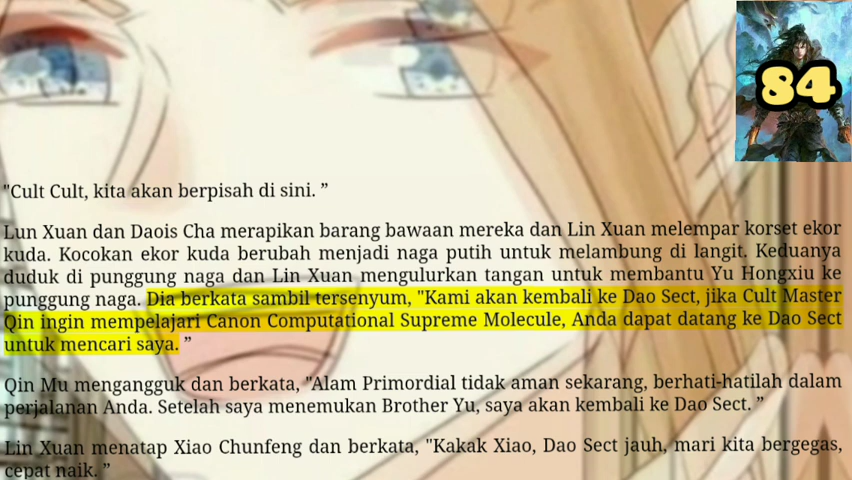 84
"Cult Cult, kita akan berpisah di sini. ”
Lun Xuan dan Daois Cha merapikan barang bawaan mereka dan Lin Xuan melempar korset ekor
kuda. Kocokan ekor kuda berubah menjadi naga putih untuk melambung di langit. Keduanya
duduk di punggung naga dan Lin Xuan mengulurkan tangan untuk membantu Yu Hongxiu ke
punggung naga. Dia berkata sambil tersenyum, "Kami akan kembali ke Dao Sect, jika Cult Master
Qin ingin mempelajari Canon Computational Supreme Molecule, Anda dapat datang ke Dao Sect
untuk mencari saya. ”
Qin Mu mengangguk dan berkata, "Alam Primordial tidak aman sekarang, berhati-hatilah dalam
perjalanan Anda. Setelah saya menemukan Brother Yu, saya akan kembali ke Dao Sect. ”
Lin Xuan menatap Xiao Chunfeng dan berkata, "Kakak Xiao, Dao Sect jauh, mari kita bergegas,
cepat naik. ”